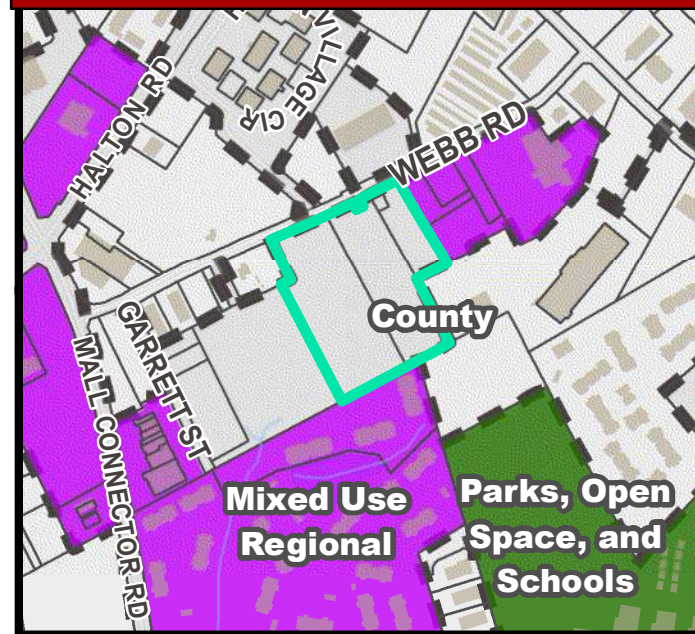 HALTON RD
VILLAGE
CIR
WEBB RD
County
GARRETT ST
MALL CONNECTOR RD
Mixed Use
Regional
Parks, Open
Space, and
Schools